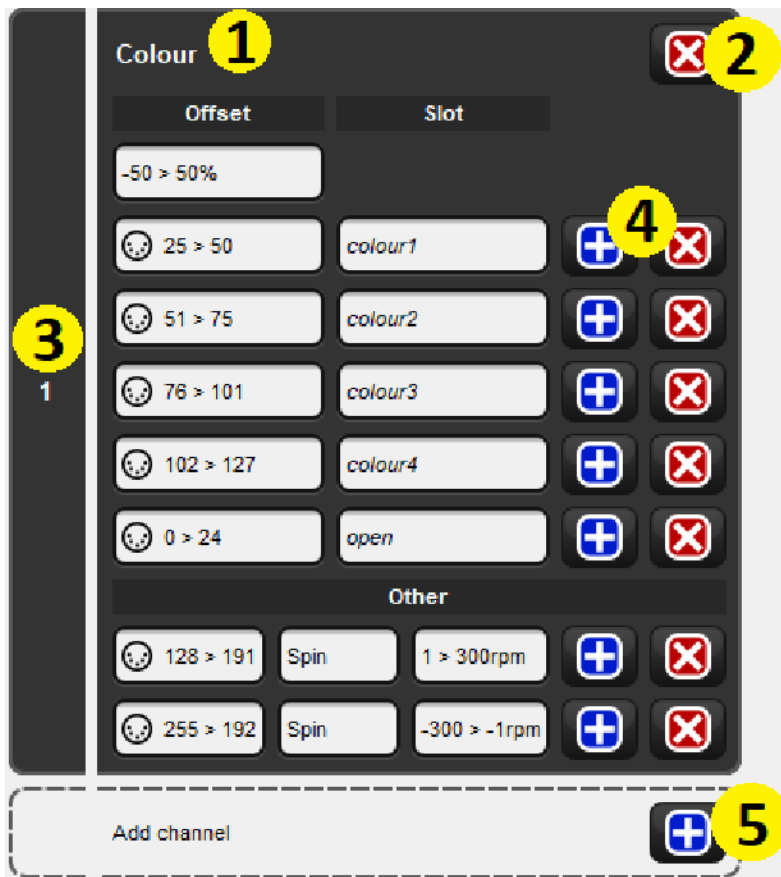 Colour 1 2
Offset Slot
-50 > 50%
25 > 50 colour1 4
51 > 75 colour2
3
76 > 101 colour3
1
102 > 127 colour4
0 > 24 open
Other
128 > 191 Spin 1 > 300rpm
255 > 192 Spin -300 > -1rpm
Add channel 5